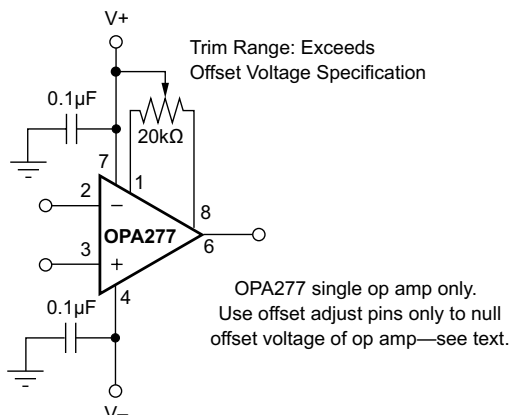 V+
Trim Range: Exceeds
Offset Voltage Specification
0.1µF
20kΩ
7
1
2
−
8
OPA277
6
3
+
4
OPA277 single op amp only.
Use offset adjust pins only to null
offset voltage of op amp—see text.
0.1µF
V−